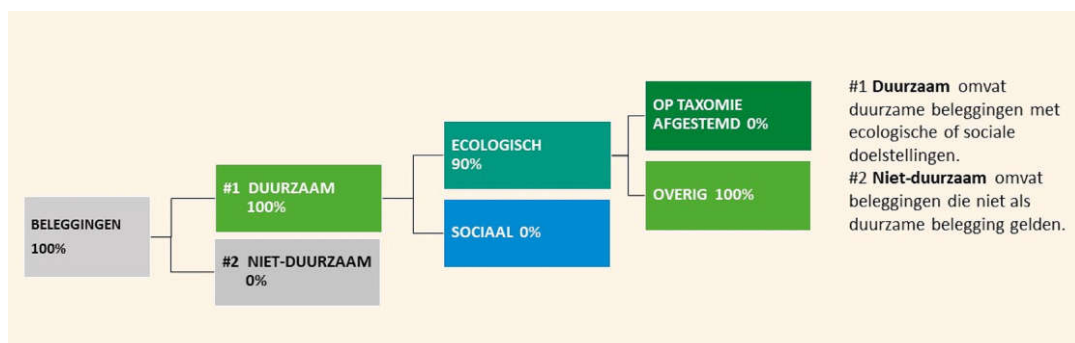 BELEGGINGEN
100%
#1 DUURZAAM
100%
#2 NIET-DUURZAAM
0%
ECOLOGISCH
90%
SOCIAAL 0%
OP TAXOMIE
AFGESTEMD 0%
OVERIG 100%
#1 Duurzaam omvat
duurzame beleggingen met
ecologische of sociale
doelstellingen.
#2 Niet-duurzaam omvat
beleggingen die niet als
duurzame belegging gelden.